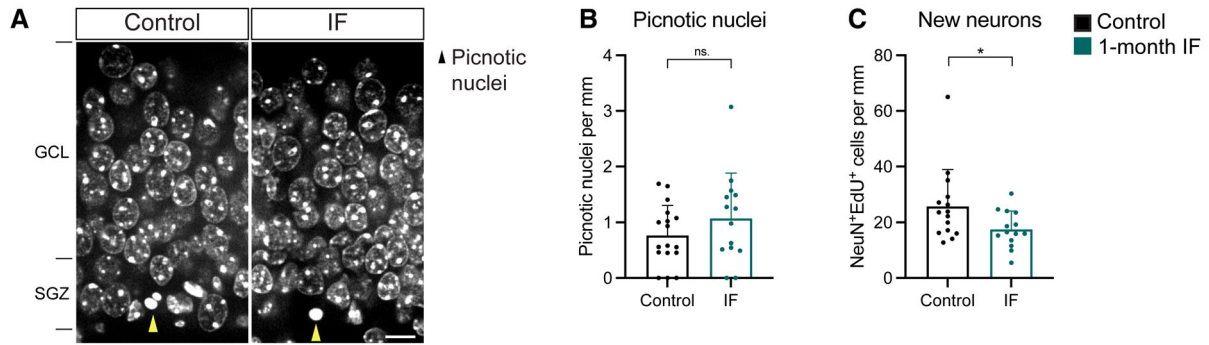 A
Control
IF
GCL
SGZ
Picnotic
nuclei
B
Picnotic nuclei
Picnotic nuclei per mm
4
3
2
1
0
ns.
Control
IF
C
New neurons
NeuN⁺EdU⁺ cells per mm
80
60
40
20
0
*
Control
IF
Control
1-month IF